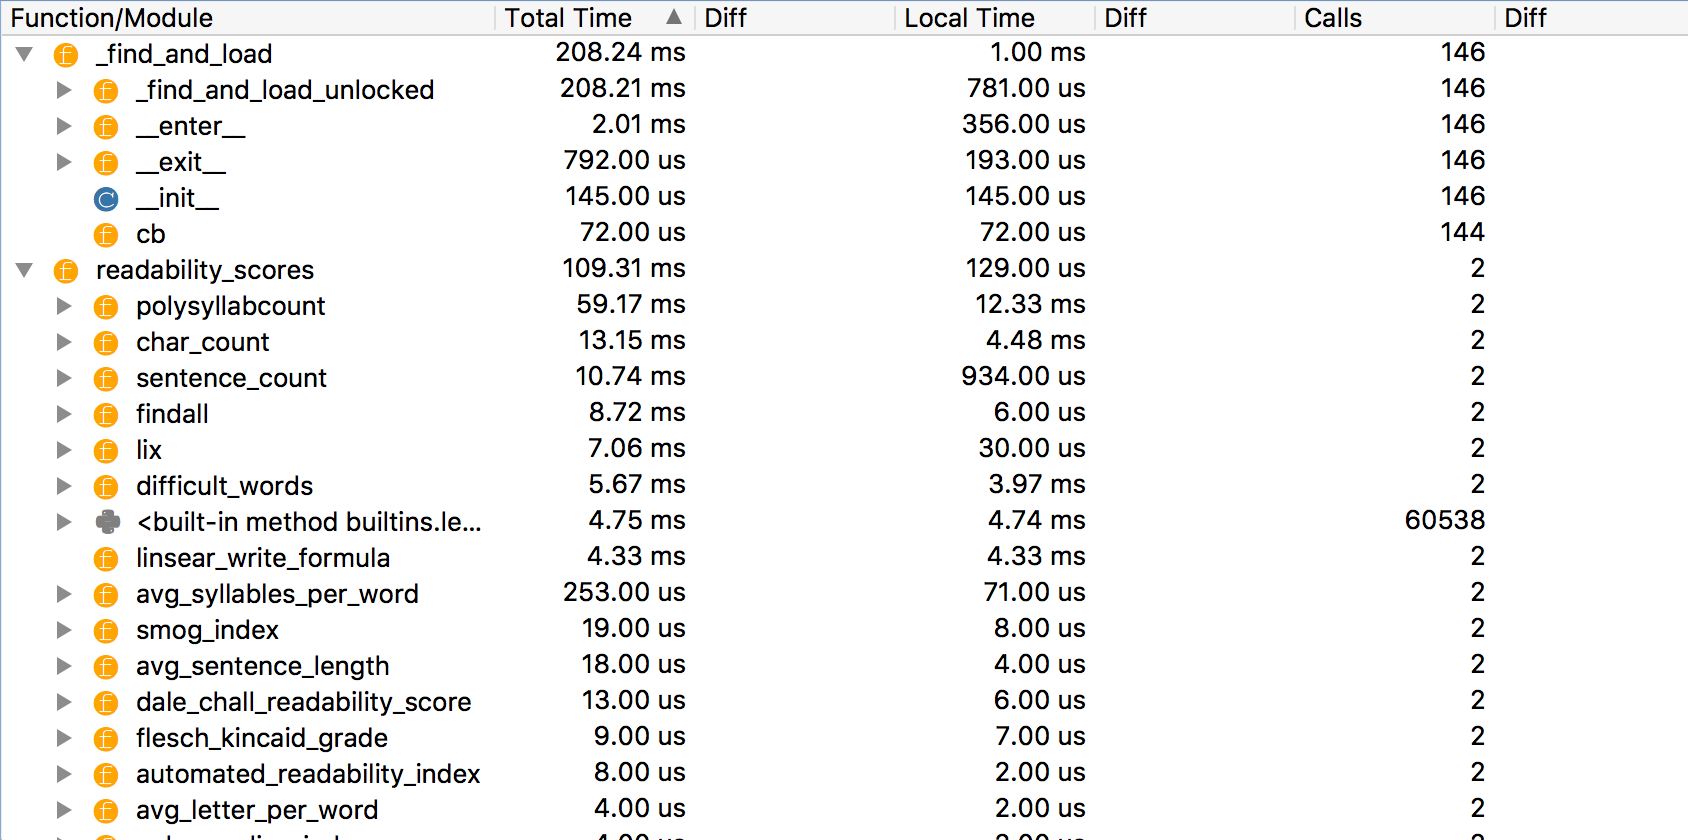 Function/Module Total Time Diff Local Time Diff Calls Diff
_find_and_load 208.24 ms 1.00 ms 146
_find_and_load_unlocked 208.21 ms 781.00 us 146
__enter__ 2.01 ms 356.00 us 146
__exit__ 792.00 us 193.00 us 146
__init__ 145.00 us 145.00 us 146
cb 72.00 us 72.00 us 144
readability_scores 109.31 ms 129.00 us 2
polysyllabcount 59.17 ms 12.33 ms 2
char_count 13.15 ms 4.48 ms 2
sentence_count 10.74 ms 934.00 us 2
findall 8.72 ms 6.00 us 2
lix 7.06 ms 30.00 us 2
difficult_words 5.67 ms 3.97 ms 2
<built-in method builtins.le... 4.75 ms 4.74 ms 60538
linsear_write_formula 4.33 ms 4.33 ms 2
avg_syllables_per_word 253.00 us 71.00 us 2
smog_index 19.00 us 8.00 us 2
avg_sentence_length 18.00 us 4.00 us 2
dale_chall_readability_score 13.00 us 6.00 us 2
flesch_kincaid_grade 9.00 us 7.00 us 2
automated_readability_index 8.00 us 2.00 us 2
avg_letter_per_word 4.00 us 2.00 us 2